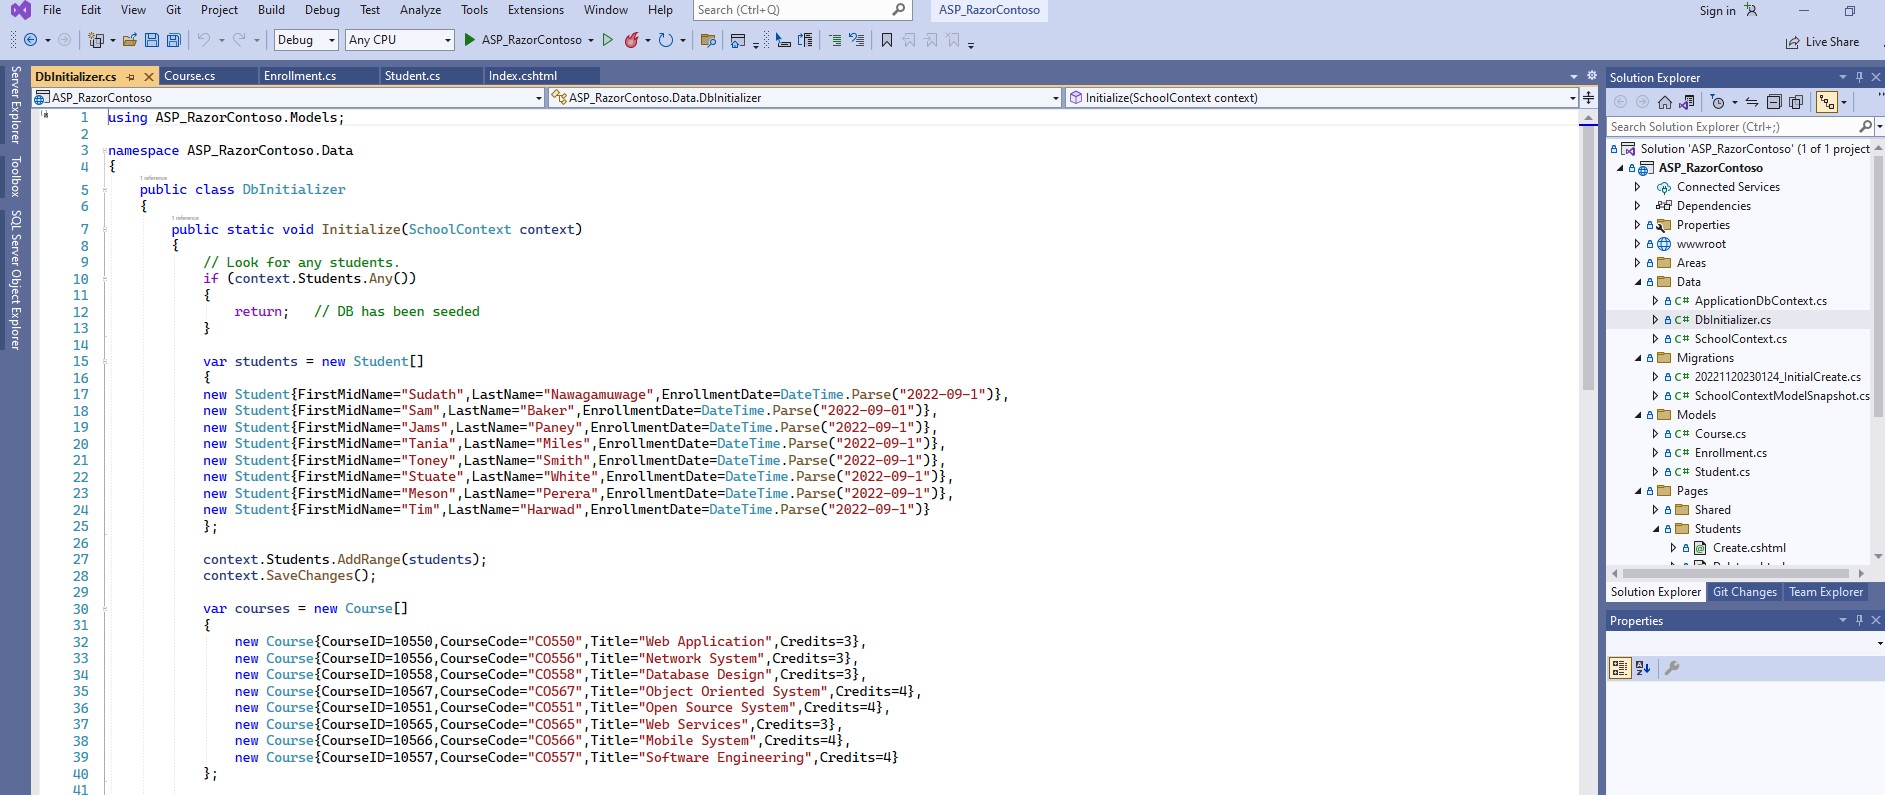 File Edit View Git Project Build Debug Test Analyze Tools Extensions Window Help Search (Ctrl+Q) ASP_RazorContoso Sign in
Debug Any CPU ASP_RazorContoso Live Share
Server Explorer
Toolbox
SQL Server Object Explorer
DbInitializer.cs Course.cs Enrollment.cs Student.cs Index.cshtml
ASP_RazorContoso ASP_RazorContoso.Data.DbInitializer Initialize(SchoolContext context)
1 using ASP_RazorContoso.Models;
2
3 namespace ASP_RazorContoso.Data
4 {
1 reference
5 public class DbInitializer
6 {
1 reference
7 public static void Initialize(SchoolContext context)
8 {
9 // Look for any students.
10 if (context.Students.Any())
11 {
12 return;   // DB has been seeded
13 }
14
15 var students = new Student[]
16 {
17 new Student{FirstMidName="Sudath",LastName="Nawagamuwage",EnrollmentDate=DateTime.Parse("2022-09-1")},
18 new Student{FirstMidName="Sam",LastName="Baker",EnrollmentDate=DateTime.Parse("2022-09-01")},
19 new Student{FirstMidName="Jams",LastName="Paney",EnrollmentDate=DateTime.Parse("2022-09-1")},
20 new Student{FirstMidName="Tania",LastName="Miles",EnrollmentDate=DateTime.Parse("2022-09-1")},
21 new Student{FirstMidName="Toney",LastName="Smith",EnrollmentDate=DateTime.Parse("2022-09-1")},
22 new Student{FirstMidName="Stuate",LastName="White",EnrollmentDate=DateTime.Parse("2022-09-1")},
23 new Student{FirstMidName="Meson",LastName="Perera",EnrollmentDate=DateTime.Parse("2022-09-1")},
24 new Student{FirstMidName="Tim",LastName="Harwad",EnrollmentDate=DateTime.Parse("2022-09-1")}
25 };
26
27 context.Students.AddRange(students);
28 context.SaveChanges();
29
30 var courses = new Course[]
31 {
32 new Course{CourseID=10550,CourseCode="CO550",Title="Web Application",Credits=3},
33 new Course{CourseID=10556,CourseCode="CO556",Title="Network System",Credits=3},
34 new Course{CourseID=10558,CourseCode="CO558",Title="Database Design",Credits=3},
35 new Course{CourseID=10567,CourseCode="CO567",Title="Object Oriented System",Credits=4},
36 new Course{CourseID=10551,CourseCode="CO551",Title="Open Source System",Credits=4},
37 new Course{CourseID=10565,CourseCode="CO565",Title="Web Services",Credits=3},
38 new Course{CourseID=10566,CourseCode="CO566",Title="Mobile System",Credits=4},
39 new Course{CourseID=10557,CourseCode="CO557",Title="Software Engineering",Credits=4}
40 };
41
Solution Explorer
Search Solution Explorer (Ctrl+;)
Solution 'ASP_RazorContoso' (1 of 1 project
ASP_RazorContoso
Connected Services
Dependencies
Properties
wwwroot
Areas
Data
C# ApplicationDbContext.cs
C# DbInitializer.cs
C# SchoolContext.cs
Migrations
C# 20221120230124_InitialCreate.cs
C# SchoolContextModelSnapshot.cs
Models
C# Course.cs
C# Enrollment.cs
C# Student.cs
Pages
Shared
Students
Create.cshtml
Solution Explorer Git Changes Team Explorer
Properties